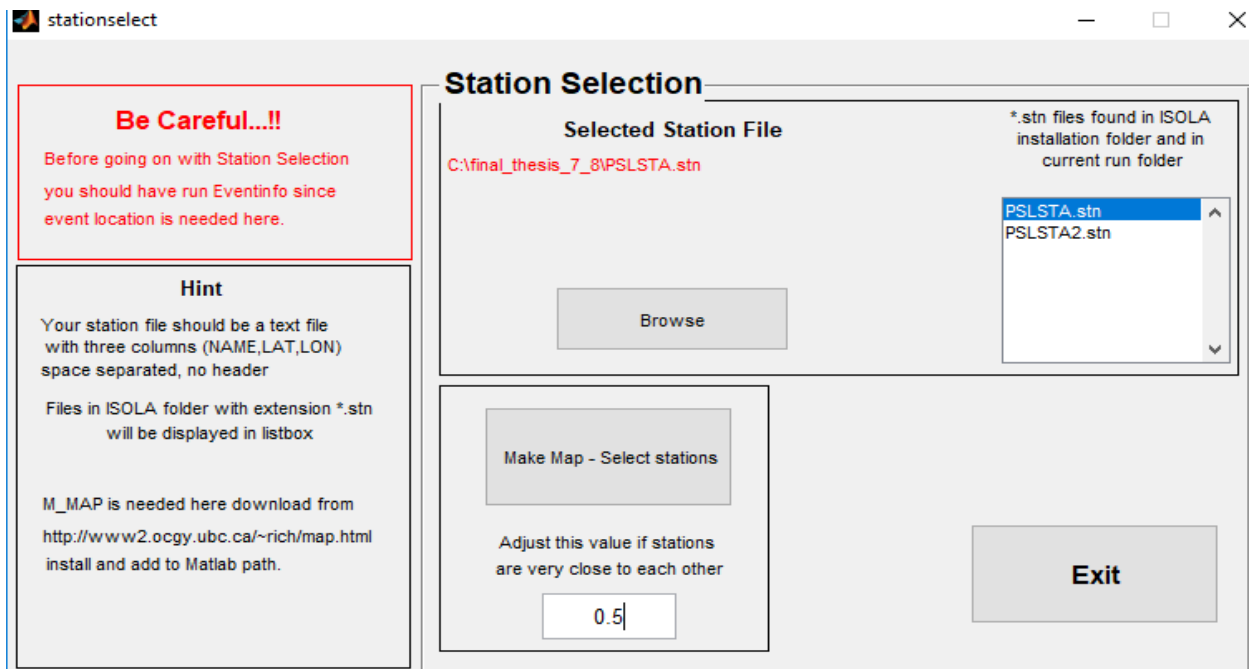 stationselect
Be Careful...!!
Before going on with Station Selection
you should have run Eventinfo since
event location is needed here.
Hint
Your station file should be a text file
with three columns (NAME,LAT,LON)
space separated, no header
Files in ISOLA folder with extension *.stn
will be displayed in listbox
M_MAP is needed here download from
http://www2.ocgy.ubc.ca/~rich/map.html
install and add to Matlab path.
Station Selection
Selected Station File
C:\final_thesis_7_8\PSLSTA.stn
Browse
*.stn files found in ISOLA
installation folder and in
current run folder
PSLSTA.stn
PSLSTA2.stn
Make Map - Select stations
Adjust this value if stations
are very close to each other
0.5
Exit